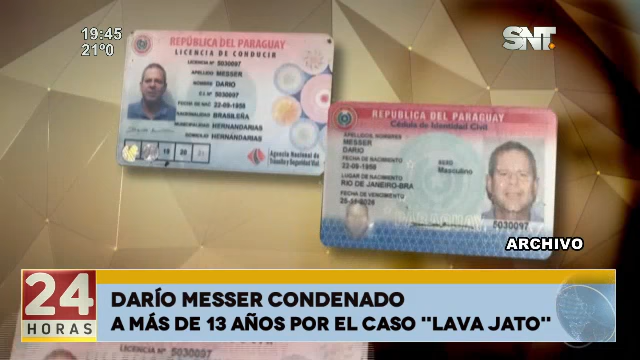 19:45
21°0
SNT.
REPÚBLICA DEL PARAGUAY
LICENCIA DE CONDUCIR
LICENCIA Nº 5030097
APELLIDO MESSER
NOMBRE DARIO
C.I Nº 5030097
FECHA DE NAC 22-09-1958
NACIONALIDAD BRASILEÑA
MUNICIPALIDAD HERNANDARIAS
DOMICILIO HERNANDARIAS
Agencia Nacional de
Tránsito y Seguridad Vial
REPUBLICA DEL PARAGUAY
Cédula de Identidad Civil
APELLIDOS, NOMBRES
MESSER
DARIO
FECHA DE NACIMIENTO
22-09-1958
SEXO
Masculino
LUGAR DE NACIMIENTO
RIO DE JANEIRO-BRA
FECHA DE VENCIMIENTO
5030097
ARCHIVO
24
HORAS
DARÍO MESSER CONDENADO
A MÁS DE 13 AÑOS POR EL CASO "LAVA JATO"